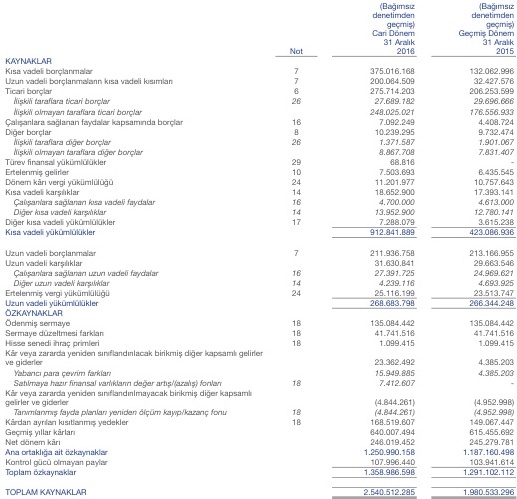 (Bağımsız (Bağımsız
denetimden denetimden
geçmiş) geçmiş)
Cari Dönem Geçmiş Dönem
31 Aralık 31 Aralık
Not 2016 2015
KAYNAKLAR
Kısa vadeli borçlanmalar 7 375.016.168 132.062.996
Uzun vadeli borçlanmaların kısa vadeli kısımları 7 200.064.509 32.427.576
Ticari borçlar 6 275.714.203 206.253.599
İlişkili taraflara ticari borçlar 26 27.689.182 29.696.666
İlişkili olmayan taraflara ticari borçlar 248.025.021 176.556.933
Çalışanlara sağlanan faydalar kapsamında borçlar 16 7.092.249 4.408.724
Diğer borçlar 8 10.239.295 9.732.474
İlişkili taraflara diğer borçlar 26 1.371.587 1.901.067
İlişkili olmayan taraflara diğer borçlar 8.867.708 7.831.407
Türev finansal yükümlülükler 29 68.816 -
Ertelenmiş gelirler 10 7.503.693 6.435.545
Dönem kârı vergi yükümlülüğü 24 11.201.977 10.757.643
Kısa vadeli karşılıklar 14 18.652.900 17.393.141
Çalışanlara sağlanan kısa vadeli faydalar 16 4.700.000 4.613.000
Diğer kısa vadeli karşılıklar 14 13.952.900 12.780.141
Diğer kısa vadeli yükümlülükler 17 7.288.079 3.615.238
Kısa vadeli yükümlülükler 912.841.889 423.086.936
Uzun vadeli borçlanmalar 7 211.936.758 213.166.955
Uzun vadeli karşılıklar 31.630.841 29.663.546
Çalışanlara sağlanan uzun vadeli faydalar 16 27.391.725 24.969.621
Diğer uzun vadeli karşılıklar 14 4.239.116 4.693.925
Ertelenmiş vergi yükümlülüğü 24 25.116.199 23.513.747
Uzun vadeli yükümlülükler 268.683.798 266.344.248
ÖZKAYNAKLAR
Ödenmiş sermaye 18 135.084.442 135.084.442
Sermaye düzeltmesi farkları 18 41.741.516 41.741.516
Hisse senedi ihraç primleri 18 1.099.415 1.099.415
Kâr veya zararda yeniden sınıflandırılacak birikmiş diğer kapsamlı gelirler
ve giderler 23.362.492 4.385.203
Yabancı para çevrim farkları 15.949.885 4.385.203
Satılmaya hazır finansal varlıkların değer artış/(azalış) fonları 18 7.412.607 -
Kâr veya zararda yeniden sınıflandırılmayacak birikmiş diğer kapsamlı
gelirler ve giderler (4.844.261) (4.952.998)
Tanımlanmış fayda planları yeniden ölçüm kayıp/kazanç fonu 18 (4.844.261) (4.952.998)
Kârdan ayrılan kısıtlanmış yedekler 18 168.519.607 149.067.447
Geçmiş yıllar kârları 640.007.494 615.455.692
Net dönem kârı 246.019.452 245.279.781
Ana ortaklığa ait özkaynaklar 1.250.990.158 1.187.160.498
Kontrol gücü olmayan paylar 107.996.440 103.941.614
Toplam özkaynaklar 1.358.986.598 1.291.102.112
TOPLAM KAYNAKLAR 2.540.512.285 1.980.533.296